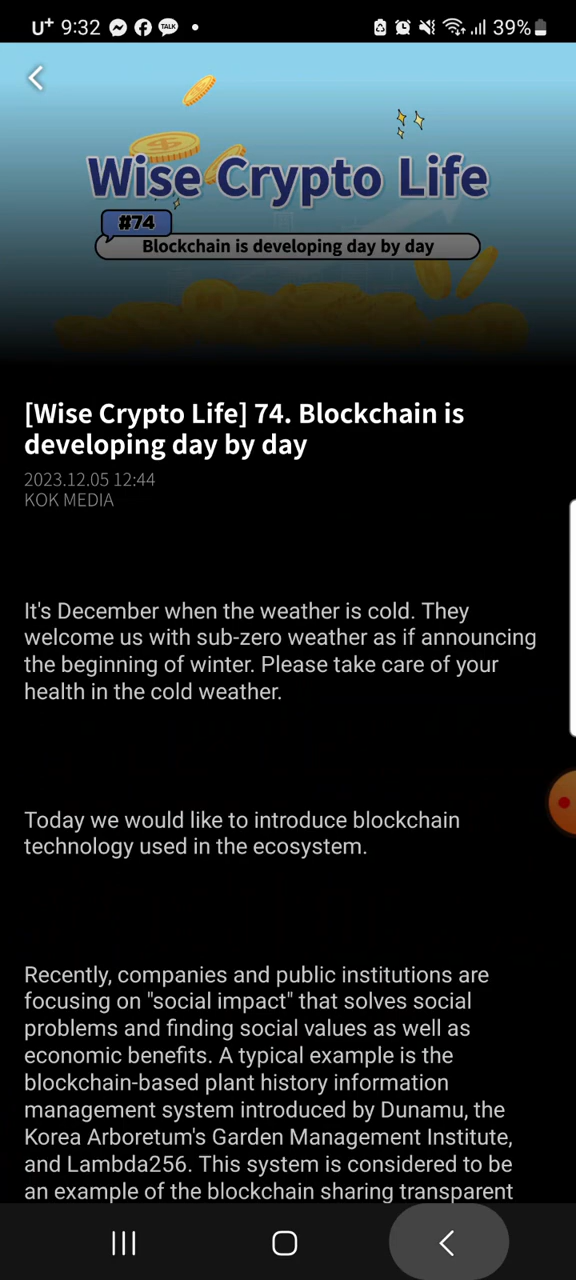 U+ 9:32 TALK 39%
Wise Crypto Life
#74
Blockchain is developing day by day
[Wise Crypto Life] 74. Blockchain is
developing day by day
2023.12.05 12:44
KOK MEDIA
It's December when the weather is cold. They
welcome us with sub-zero weather as if announcing
the beginning of winter. Please take care of your
health in the cold weather.
Today we would like to introduce blockchain
technology used in the ecosystem.
Recently, companies and public institutions are
focusing on "social impact" that solves social
problems and finding social values as well as
economic benefits. A typical example is the
blockchain-based plant history information
management system introduced by Dunamu, the
Korea Arboretum's Garden Management Institute,
and Lambda256. This system is considered to be
an example of the blockchain sharing transparent